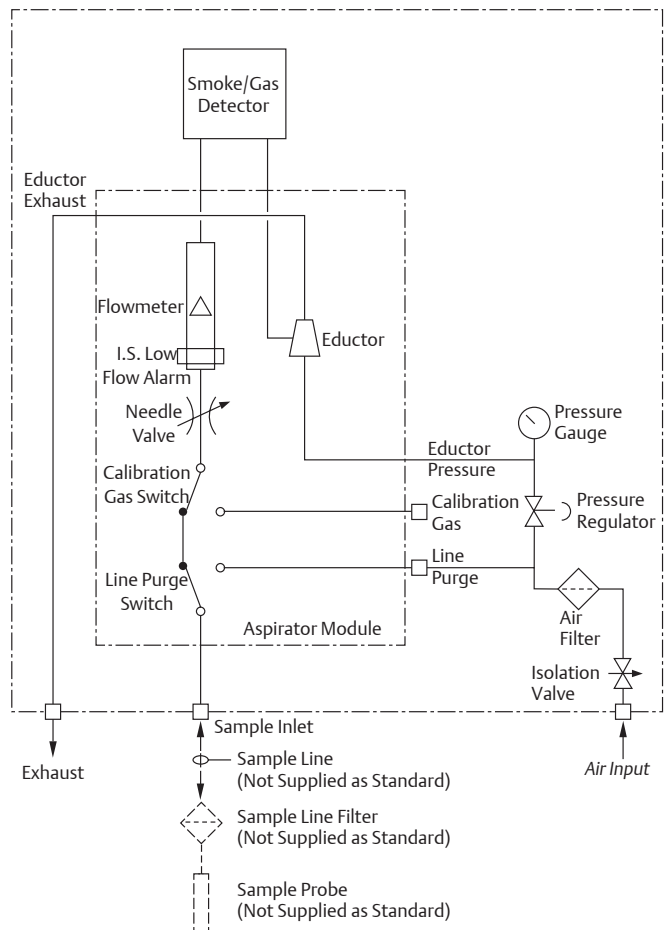 Smoke/Gas
Detector
Eductor
Exhaust
Flowmeter
Eductor
I.S. Low
Flow Alarm
Needle
Valve
Pressure
Gauge
Eductor
Pressure
Calibration
Gas Switch
Calibration
Gas
Pressure
Regulator
Line
Purge
Line Purge
Switch
Air
Filter
Aspirator Module
Isolation
Valve
Sample Inlet
Exhaust
Sample Line
(Not Supplied as Standard)
Air Input
Sample Line Filter
(Not Supplied as Standard)
Sample Probe
(Not Supplied as Standard)